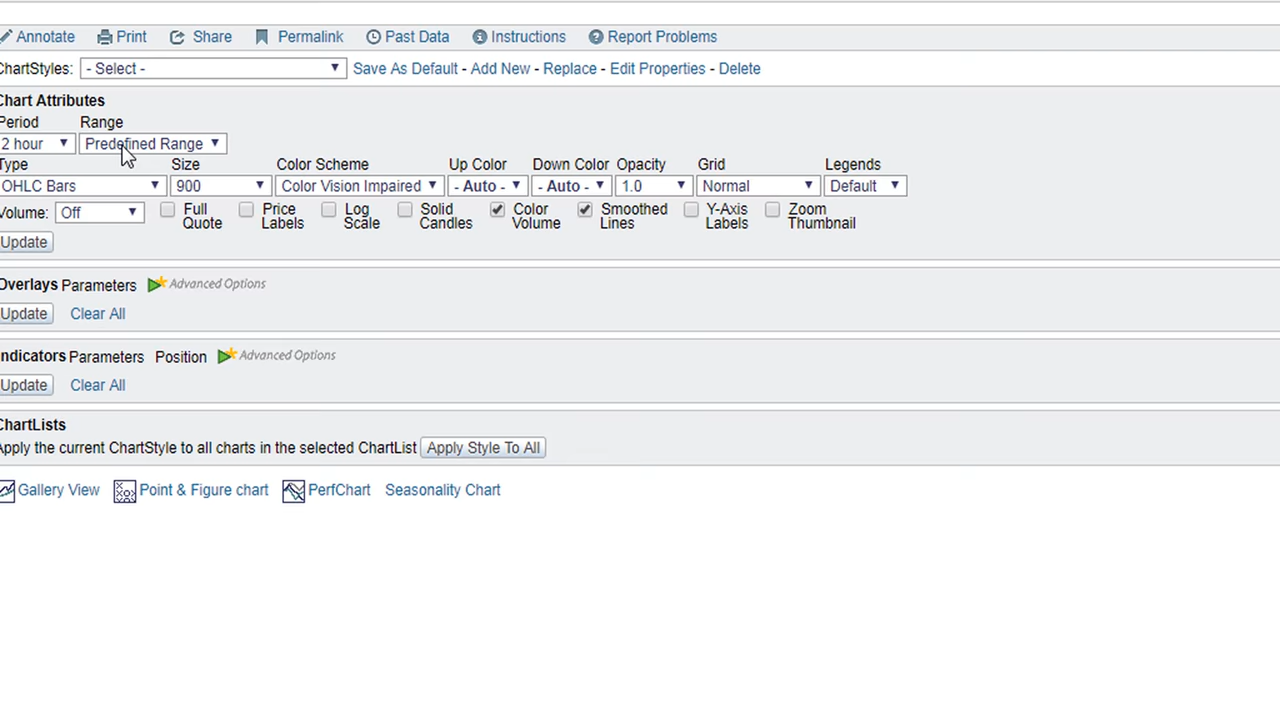 Annotate Print Share Permalink Past Data Instructions Report Problems
ChartStyles: - Select - Save As Default - Add New - Replace - Edit Properties - Delete
Chart Attributes
Period Range
2 hour Predefined Range
Type Size Color Scheme Up Color Down Color Opacity Grid Legends
OHLC Bars 900 Color Vision Impaired - Auto - - Auto - 1.0 Normal Default
Volume: Off Full Quote Price Labels Log Scale Solid Candles Color Volume Smoothed Lines Y-Axis Labels Zoom Thumbnail
Update
Overlays Parameters Advanced Options
Update Clear All
Indicators Parameters Position Advanced Options
Update Clear All
ChartLists
Apply the current ChartStyle to all charts in the selected ChartList Apply Style To All
Gallery View Point & Figure chart PerfChart Seasonality Chart